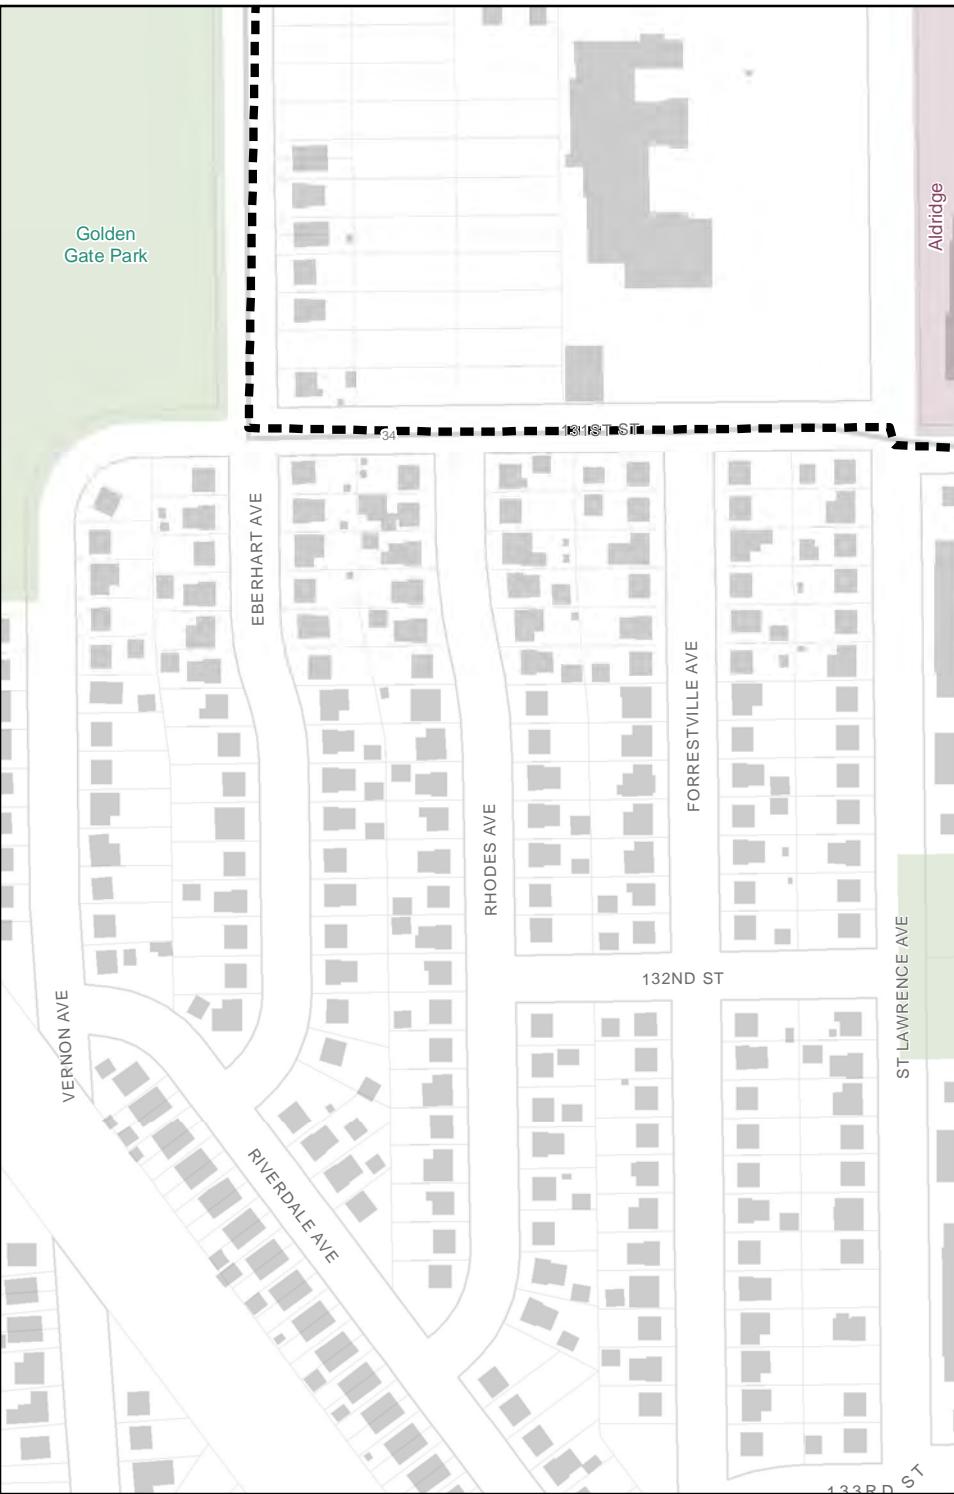 Golden
Gate Park
Aldridge
34
131ST ST
EBERHART AVE
FORRESTVILLE AVE
RHODES AVE
132ND ST
ST LAWRENCE AVE
VERNON AVE
RIVERDALE AVE
133RD ST